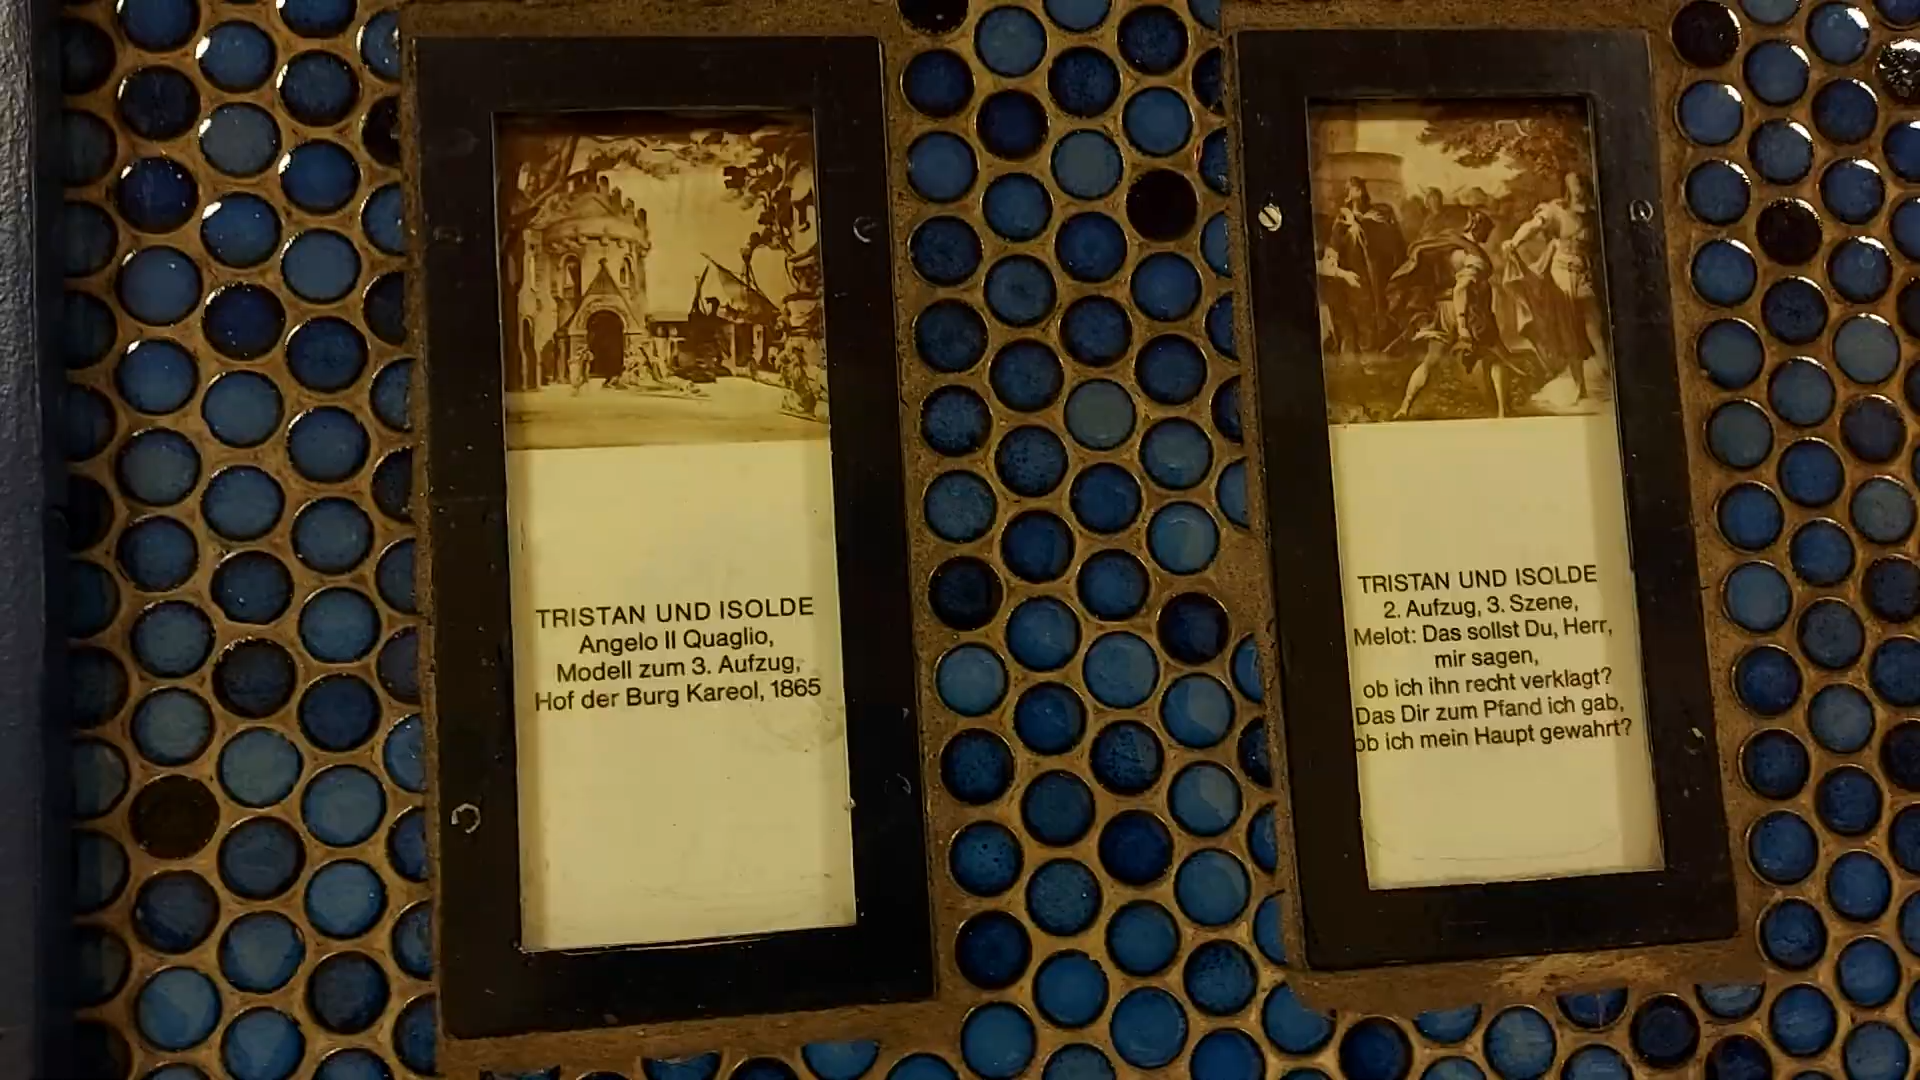 TRISTAN UND ISOLDE
Angelo II Quaglio,
Modell zum 3. Aufzug,
Hof der Burg Kareol, 1865
TRISTAN UND ISOLDE
2. Aufzug, 3. Szene,
Melot: Das sollst Du, Herr,
mir sagen,
ob ich ihn recht verklagt?
Das Dir zum Pfand ich gab,
ob ich mein Haupt gewahrt?